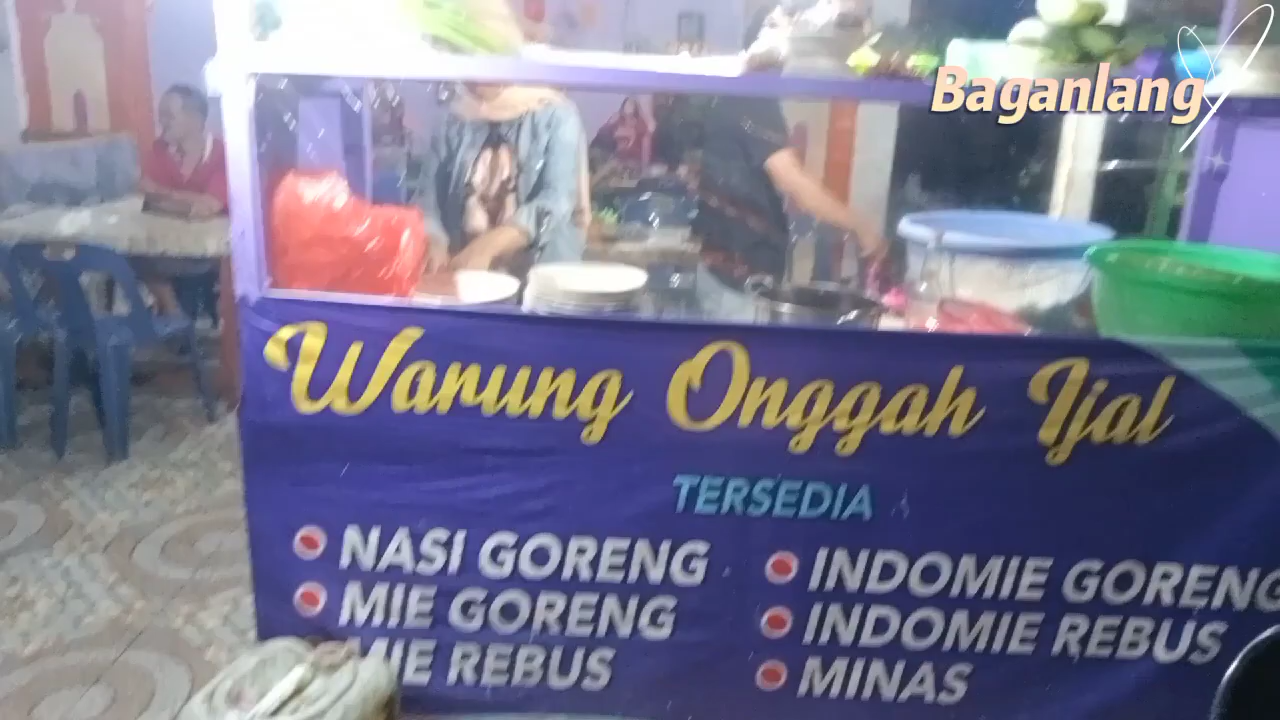 Baganlang
Warung Onggah Ijal
TERSEDIA
NASI GORENG
MIE GORENG
MIE REBUS
INDOMIE GORENG
INDOMIE REBUS
MINAS